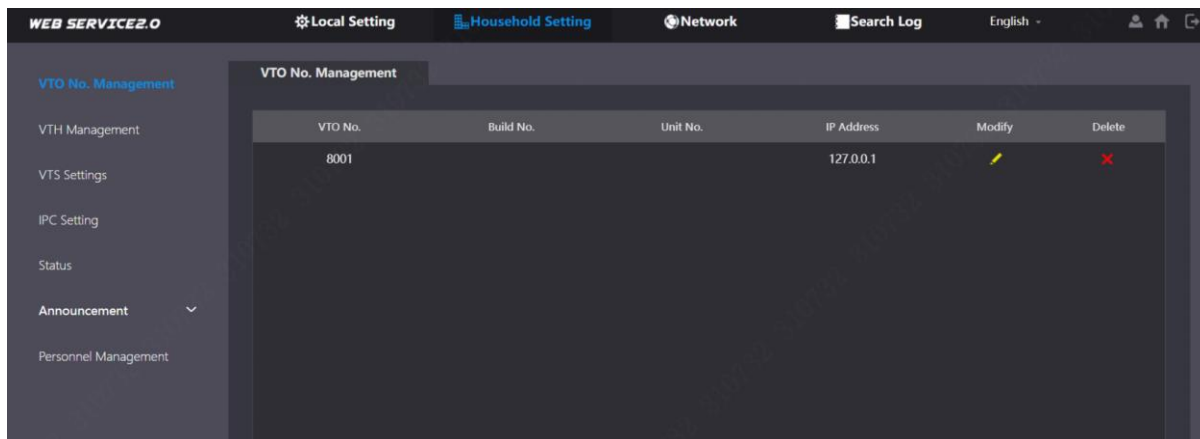 WEB SERVICE2.0 Local Setting Household Setting Network Search Log English
VTO No. Management
VTH Management
VTS Settings
IPC Setting
Status
Announcement
Personnel Management
VTO No. Management
VTO No. Build No. Unit No. IP Address Modify Delete
8001 127.0.0.1